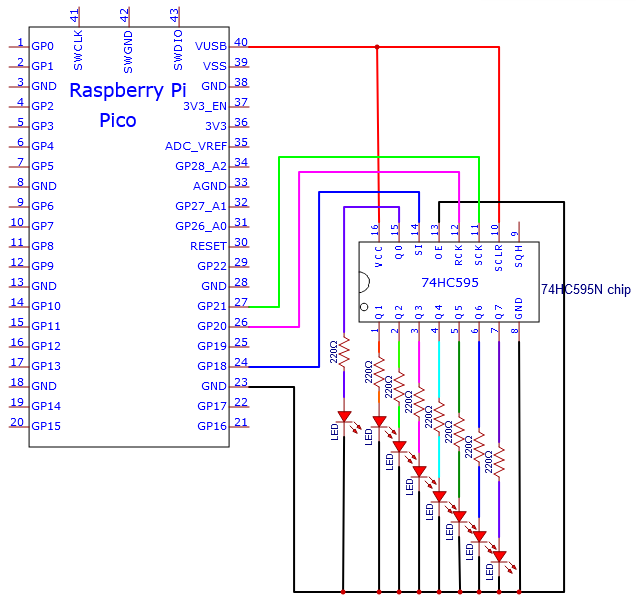 41 42 43
SWCLK SWGND SWDIO
Raspberry Pi
Pico
1 GP0 VUSB 40
2 GP1 VSS 39
3 GND GND 38
4 GP2 3V3_EN 37
5 GP3 3V3 36
6 GP4 ADC_VREF 35
7 GP5 GP28_A2 34
8 GND AGND 33
9 GP6 GP27_A1 32
10 GP7 GP26_A0 31
11 GP8 RESET 30
12 GP9 GP22 29
13 GND GND 28
14 GP10 GP21 27
15 GP11 GP20 26
16 GP12 GP19 25
17 GP13 GP18 24
18 GND GND 23
19 GP14 GP17 22
20 GP15 GP16 21
16 15 14 13 12 11 10 9
VCC Q0 SI OE RCK SCK SCLR SQH
74HC595
74HC595N chip
Q1 Q2 Q3 Q4 Q5 Q6 Q7 GND
1 2 3 4 5 6 7 8
220Ω
220Ω
220Ω
220Ω
220Ω
220Ω
220Ω
220Ω
LED
LED
LED
LED
LED
LED
LED
LED